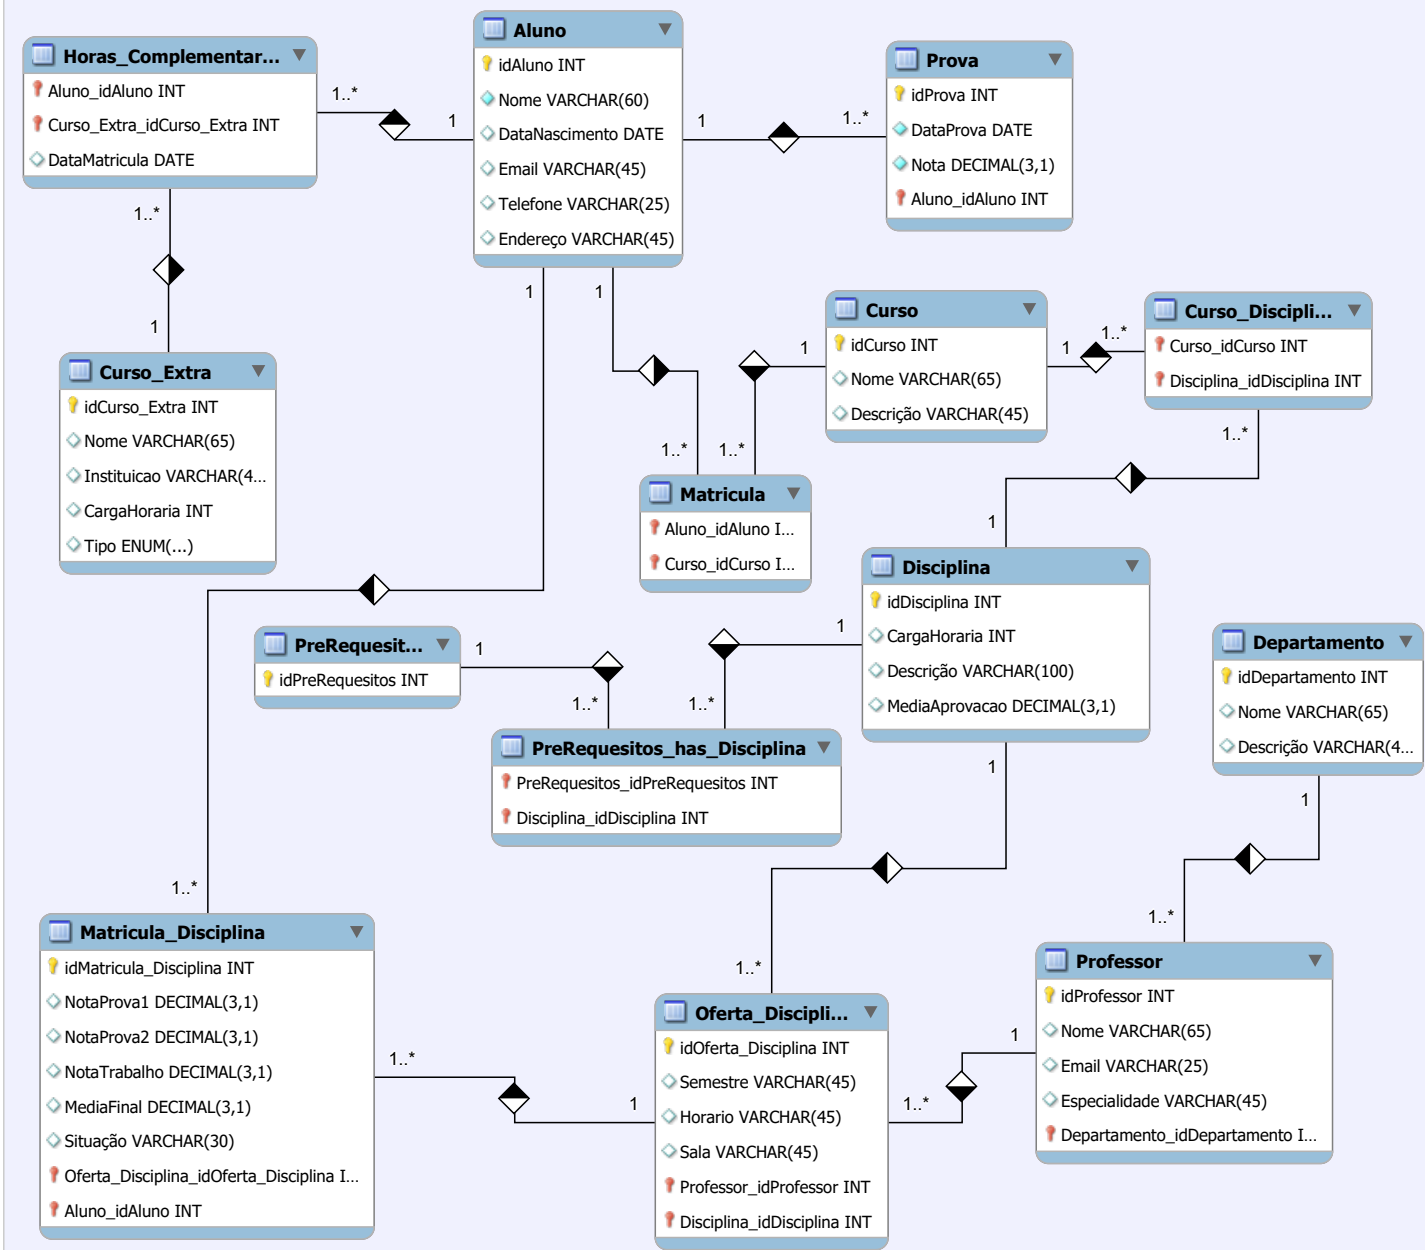 Horas_Complementar...
Aluno_idAluno INT
Curso_Extra_idCurso_Extra INT
DataMatricula DATE
1..*
1
Aluno
idAluno INT
Nome VARCHAR(60)
DataNascimento DATE
Email VARCHAR(45)
Telefone VARCHAR(25)
Endereço VARCHAR(45)
1
1..*
Prova
idProva INT
DataProva DATE
Nota DECIMAL(3,1)
Aluno_idAluno INT
1..*
1
Curso_Extra
idCurso_Extra INT
Nome VARCHAR(65)
Instituicao VARCHAR(4...
CargaHoraria INT
Tipo ENUM(...)
1
1
1..*
1..*
1
Curso
idCurso INT
Nome VARCHAR(65)
Descrição VARCHAR(45)
1
1..*
Curso_Discipli...
Curso_idCurso INT
Disciplina_idDisciplina INT
1..*
1
Matricula
Aluno_idAluno I...
Curso_idCurso I...
Disciplina
idDisciplina INT
CargaHoraria INT
Descrição VARCHAR(100)
MediaAprovacao DECIMAL(3,1)
1
PreRequesit...
idPreRequesitos INT
1
1..*
1..*
PreRequesitos_has_Disciplina
PreRequesitos_idPreRequesitos INT
Disciplina_idDisciplina INT
Departamento
idDepartamento INT
Nome VARCHAR(65)
Descrição VARCHAR(4...
1
1
1..*
1..*
1..*
Matricula_Disciplina
idMatricula_Disciplina INT
NotaProva1 DECIMAL(3,1)
NotaProva2 DECIMAL(3,1)
NotaTrabalho DECIMAL(3,1)
MediaFinal DECIMAL(3,1)
Situação VARCHAR(30)
Oferta_Disciplina_idOferta_Disciplina I...
Aluno_idAluno INT
1..*
1
Oferta_Discipli...
idOferta_Disciplina INT
Semestre VARCHAR(45)
Horario VARCHAR(45)
Sala VARCHAR(45)
Professor_idProfessor INT
Disciplina_idDisciplina INT
1..*
1
Professor
idProfessor INT
Nome VARCHAR(65)
Email VARCHAR(25)
Especialidade VARCHAR(45)
Departamento_idDepartamento I...